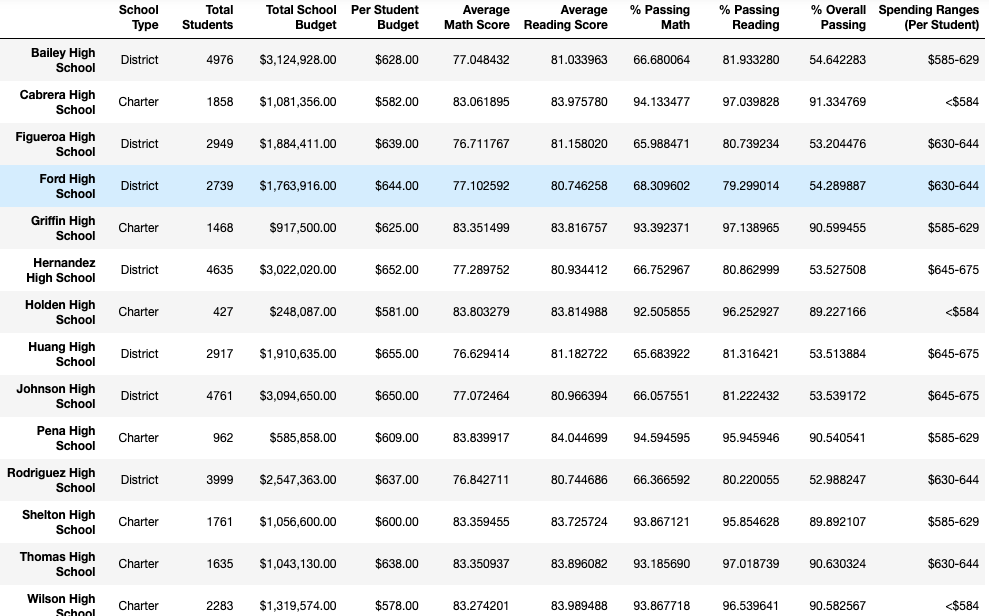 School Type Total Students Total School Budget Per Student Budget Average Math Score Average Reading Score % Passing Math % Passing Reading % Overall Passing Spending Ranges (Per Student)
Bailey High School District 4976 $3,124,928.00 $628.00 77.048432 81.033963 66.680064 81.933280 54.642283 $585-629
Cabrera High School Charter 1858 $1,081,356.00 $582.00 83.061895 83.975780 94.133477 97.039828 91.334769 <$584
Figueroa High School District 2949 $1,884,411.00 $639.00 76.711767 81.158020 65.988471 80.739234 53.204476 $630-644
Ford High School District 2739 $1,763,916.00 $644.00 77.102592 80.746258 68.309602 79.299014 54.289887 $630-644
Griffin High School Charter 1468 $917,500.00 $625.00 83.351499 83.816757 93.392371 97.138965 90.599455 $585-629
Hernandez High School District 4635 $3,022,020.00 $652.00 77.289752 80.934412 66.752967 80.862999 53.527508 $645-675
Holden High School Charter 427 $248,087.00 $581.00 83.803279 83.814988 92.505855 96.252927 89.227166 <$584
Huang High School District 2917 $1,910,635.00 $655.00 76.629414 81.182722 65.683922 81.316421 53.513884 $645-675
Johnson High School District 4761 $3,094,650.00 $650.00 77.072464 80.966394 66.057551 81.222432 53.539172 $645-675
Pena High School Charter 962 $585,858.00 $609.00 83.839917 84.044699 94.594595 95.945946 90.540541 $585-629
Rodriguez High School District 3999 $2,547,363.00 $637.00 76.842711 80.744686 66.366592 80.220055 52.988247 $630-644
Shelton High School Charter 1761 $1,056,600.00 $600.00 83.359455 83.725724 93.867121 95.854628 89.892107 $585-629
Thomas High School Charter 1635 $1,043,130.00 $638.00 83.350937 83.896082 93.185690 97.018739 90.630324 $630-644
Wilson High School Charter 2283 $1,319,574.00 $578.00 83.274201 83.989488 93.867718 96.539641 90.582567 <$584